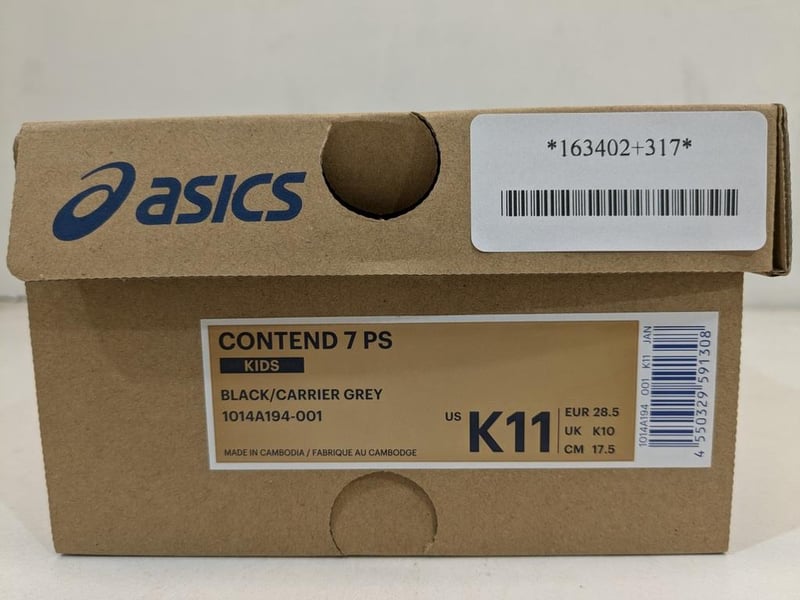 asics
*163402+317*
CONTEND 7 PS
KIDS
BLACK/CARRIER GREY
1014A194-001
US K11
EUR 28.5
UK K10
CM 17.5
MADE IN CAMBODIA / FABRIQUE AU CAMBODGE
1014A194 001 K11 JAN
4 550329 591308